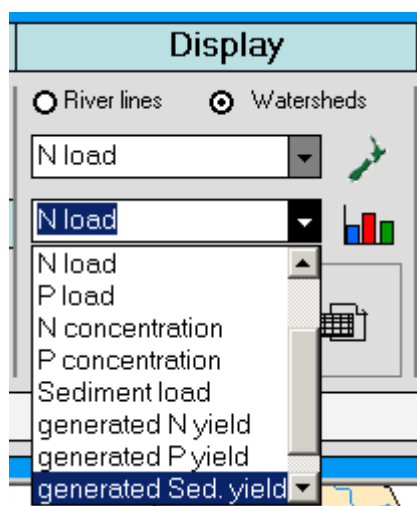 Display
River lines Watersheds
N load
N load
N load
P load
N concentration
P concentration
Sediment load
generated N yield
generated P yield
generated Sed. yield